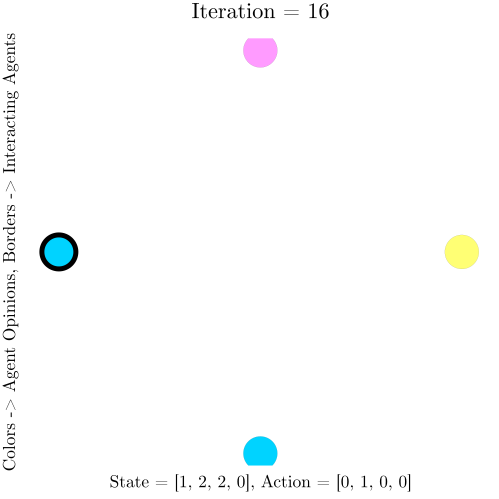 Iteration = 16
Colors -> Agent Opinions, Borders -> Interacting Agents
State = [1, 2, 2, 0], Action = [0, 1, 0, 0]